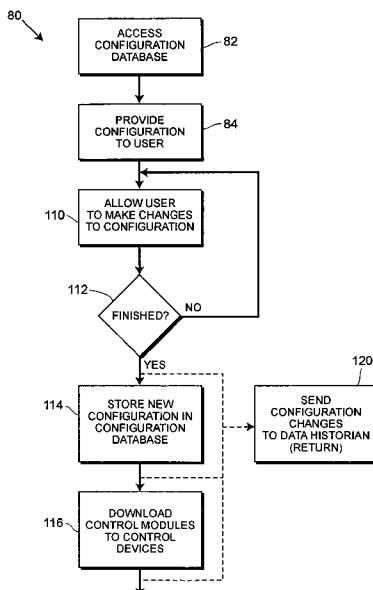 80
ACCESS
CONFIGURATION
DATABASE
82
PROVIDE
CONFIGURATION
TO USER
84
ALLOW USER
TO MAKE CHANGES
TO CONFIGURATION
110
112
FINISHED?
NO
YES
STORE NEW
CONFIGURATION IN
CONFIGURATION
DATABASE
114
120
SEND
CONFIGURATION
CHANGES
TO DATA HISTORIAN
(RETURN)
DOWNLOAD
CONTROL MODULES
TO CONTROL
DEVICES
116